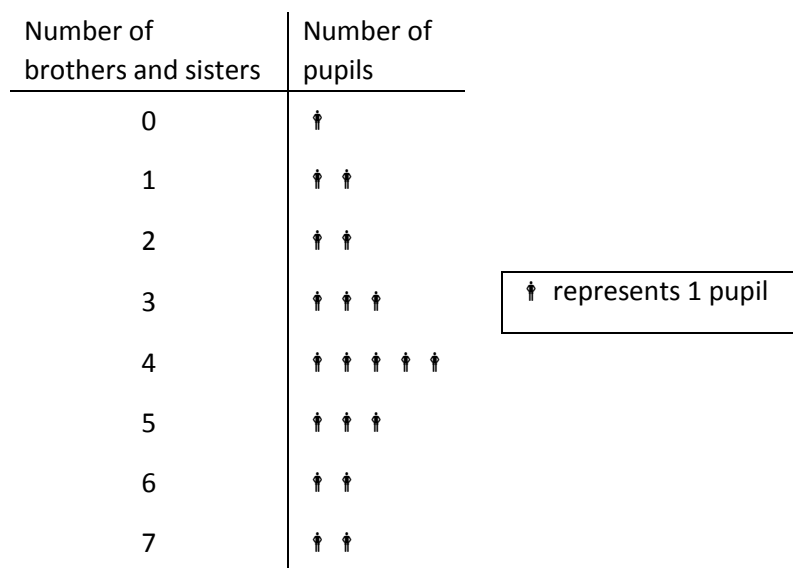 Number of brothers and sisters
Number of pupils
0
1
2
3
4
5
6
7
represents 1 pupil